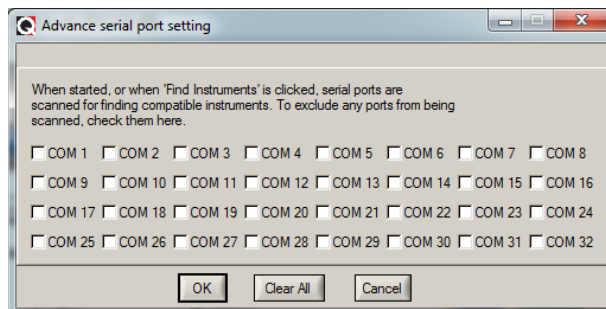 Advance serial port setting
When started, or when 'Find Instruments' is clicked, serial ports are
scanned for finding compatible instruments. To exclude any ports from being
scanned, check them here.
COM 1 COM 2 COM 3 COM 4 COM 5 COM 6 COM 7 COM 8
COM 9 COM 10 COM 11 COM 12 COM 13 COM 14 COM 15 COM 16
COM 17 COM 18 COM 19 COM 20 COM 21 COM 22 COM 23 COM 24
COM 25 COM 26 COM 27 COM 28 COM 29 COM 30 COM 31 COM 32
OK Clear All Cancel